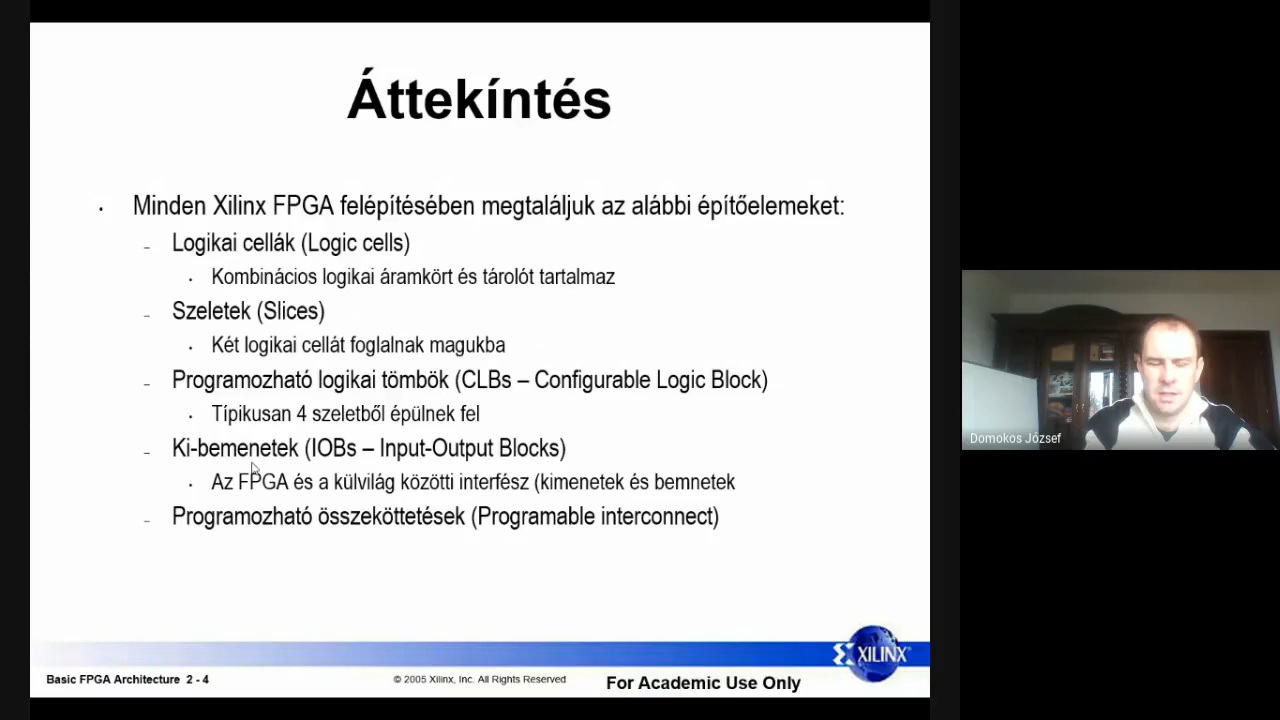 Áttekíntés
• Minden Xilinx FPGA felépítésében megtaláljuk az alábbi építőelemeket:
– Logikai cellák (Logic cells)
• Kombinácios logikai áramkört és tárolót tartalmaz
– Szeletek (Slices)
• Két logikai cellát foglalnak magukba
– Programozható logikai tömbök (CLBs – Configurable Logic Block)
• Típikusan 4 szeletből épülnek fel
– Ki-bemenetek (IOBs – Input-Output Blocks)
• Az FPGA és a külvilág közötti interfész (kimenetek és bemnetek
– Programozható összeköttetések (Programable interconnect)
Domokos József
XILINX®
Basic FPGA Architecture 2 - 4
© 2005 Xilinx, Inc. All Rights Reserved
For Academic Use Only